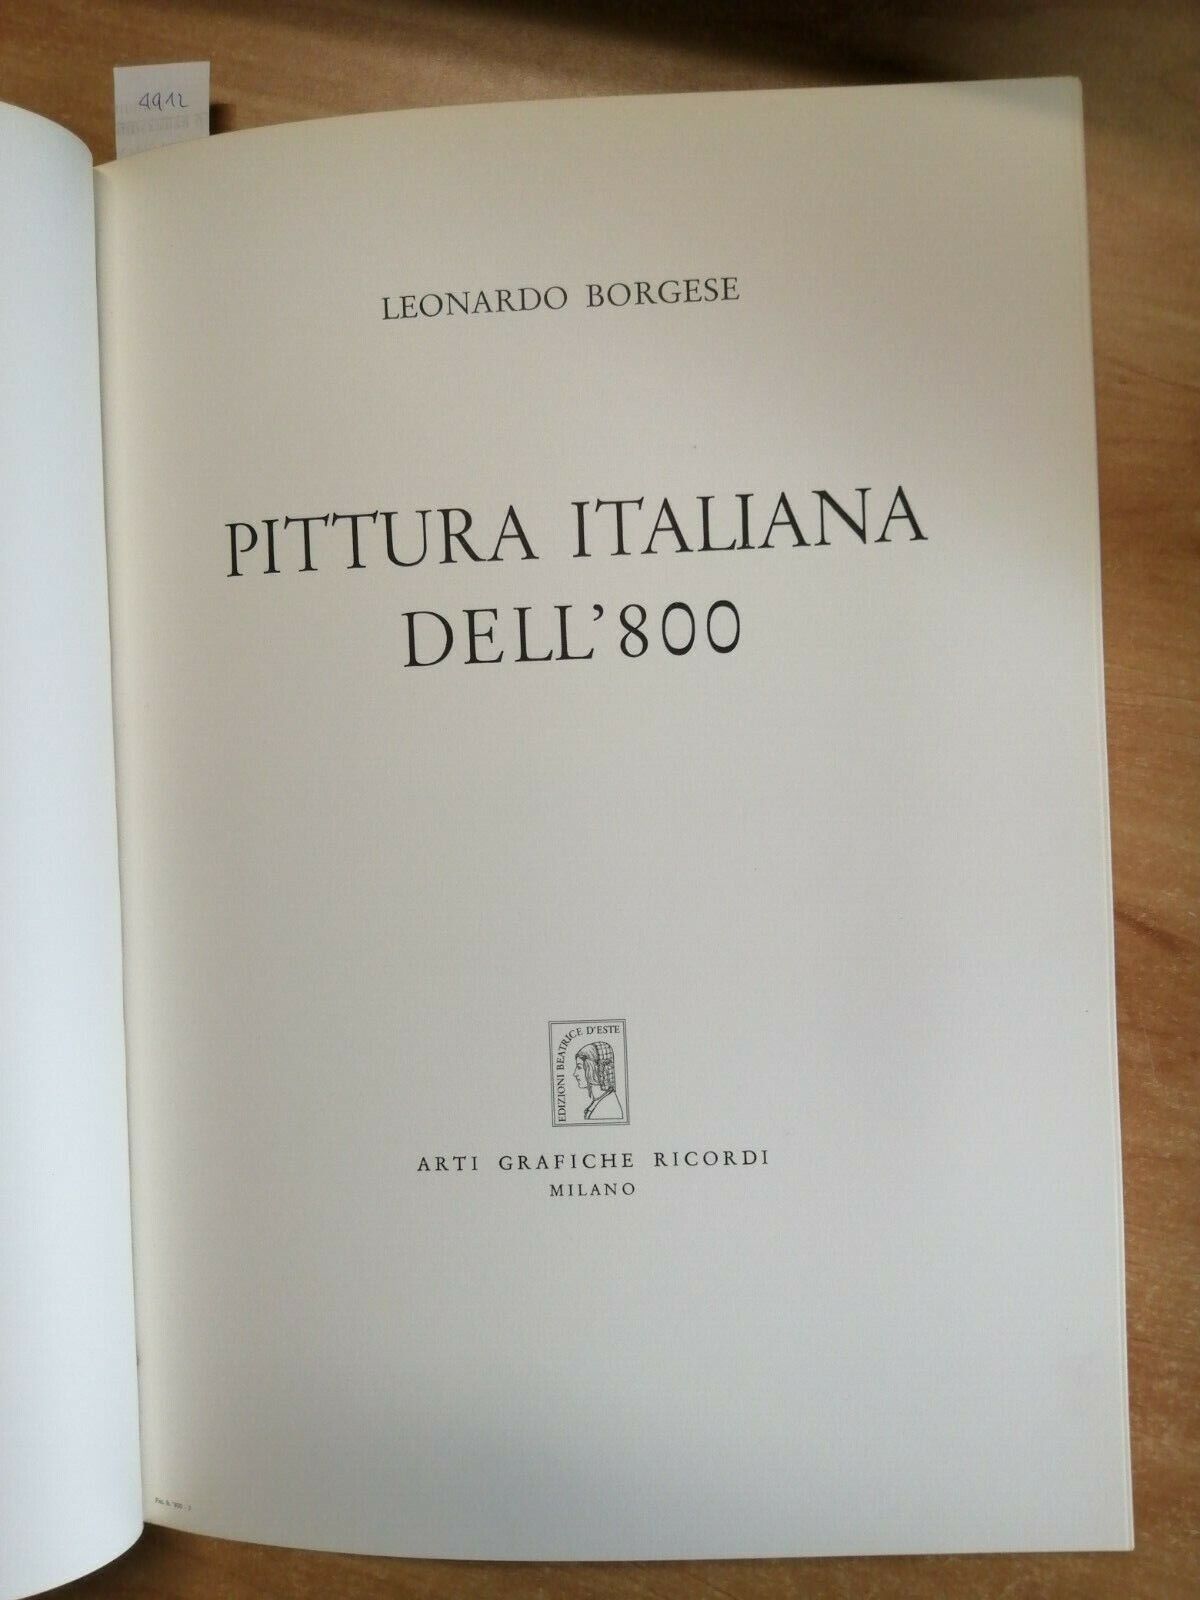 4912
LEONARDO BORGESE
PITTURA ITALIANA
DELL'800
EDIZIONI BEATRICE D'ESTE
ARTI GRAFICHE RICORDI
MILANO